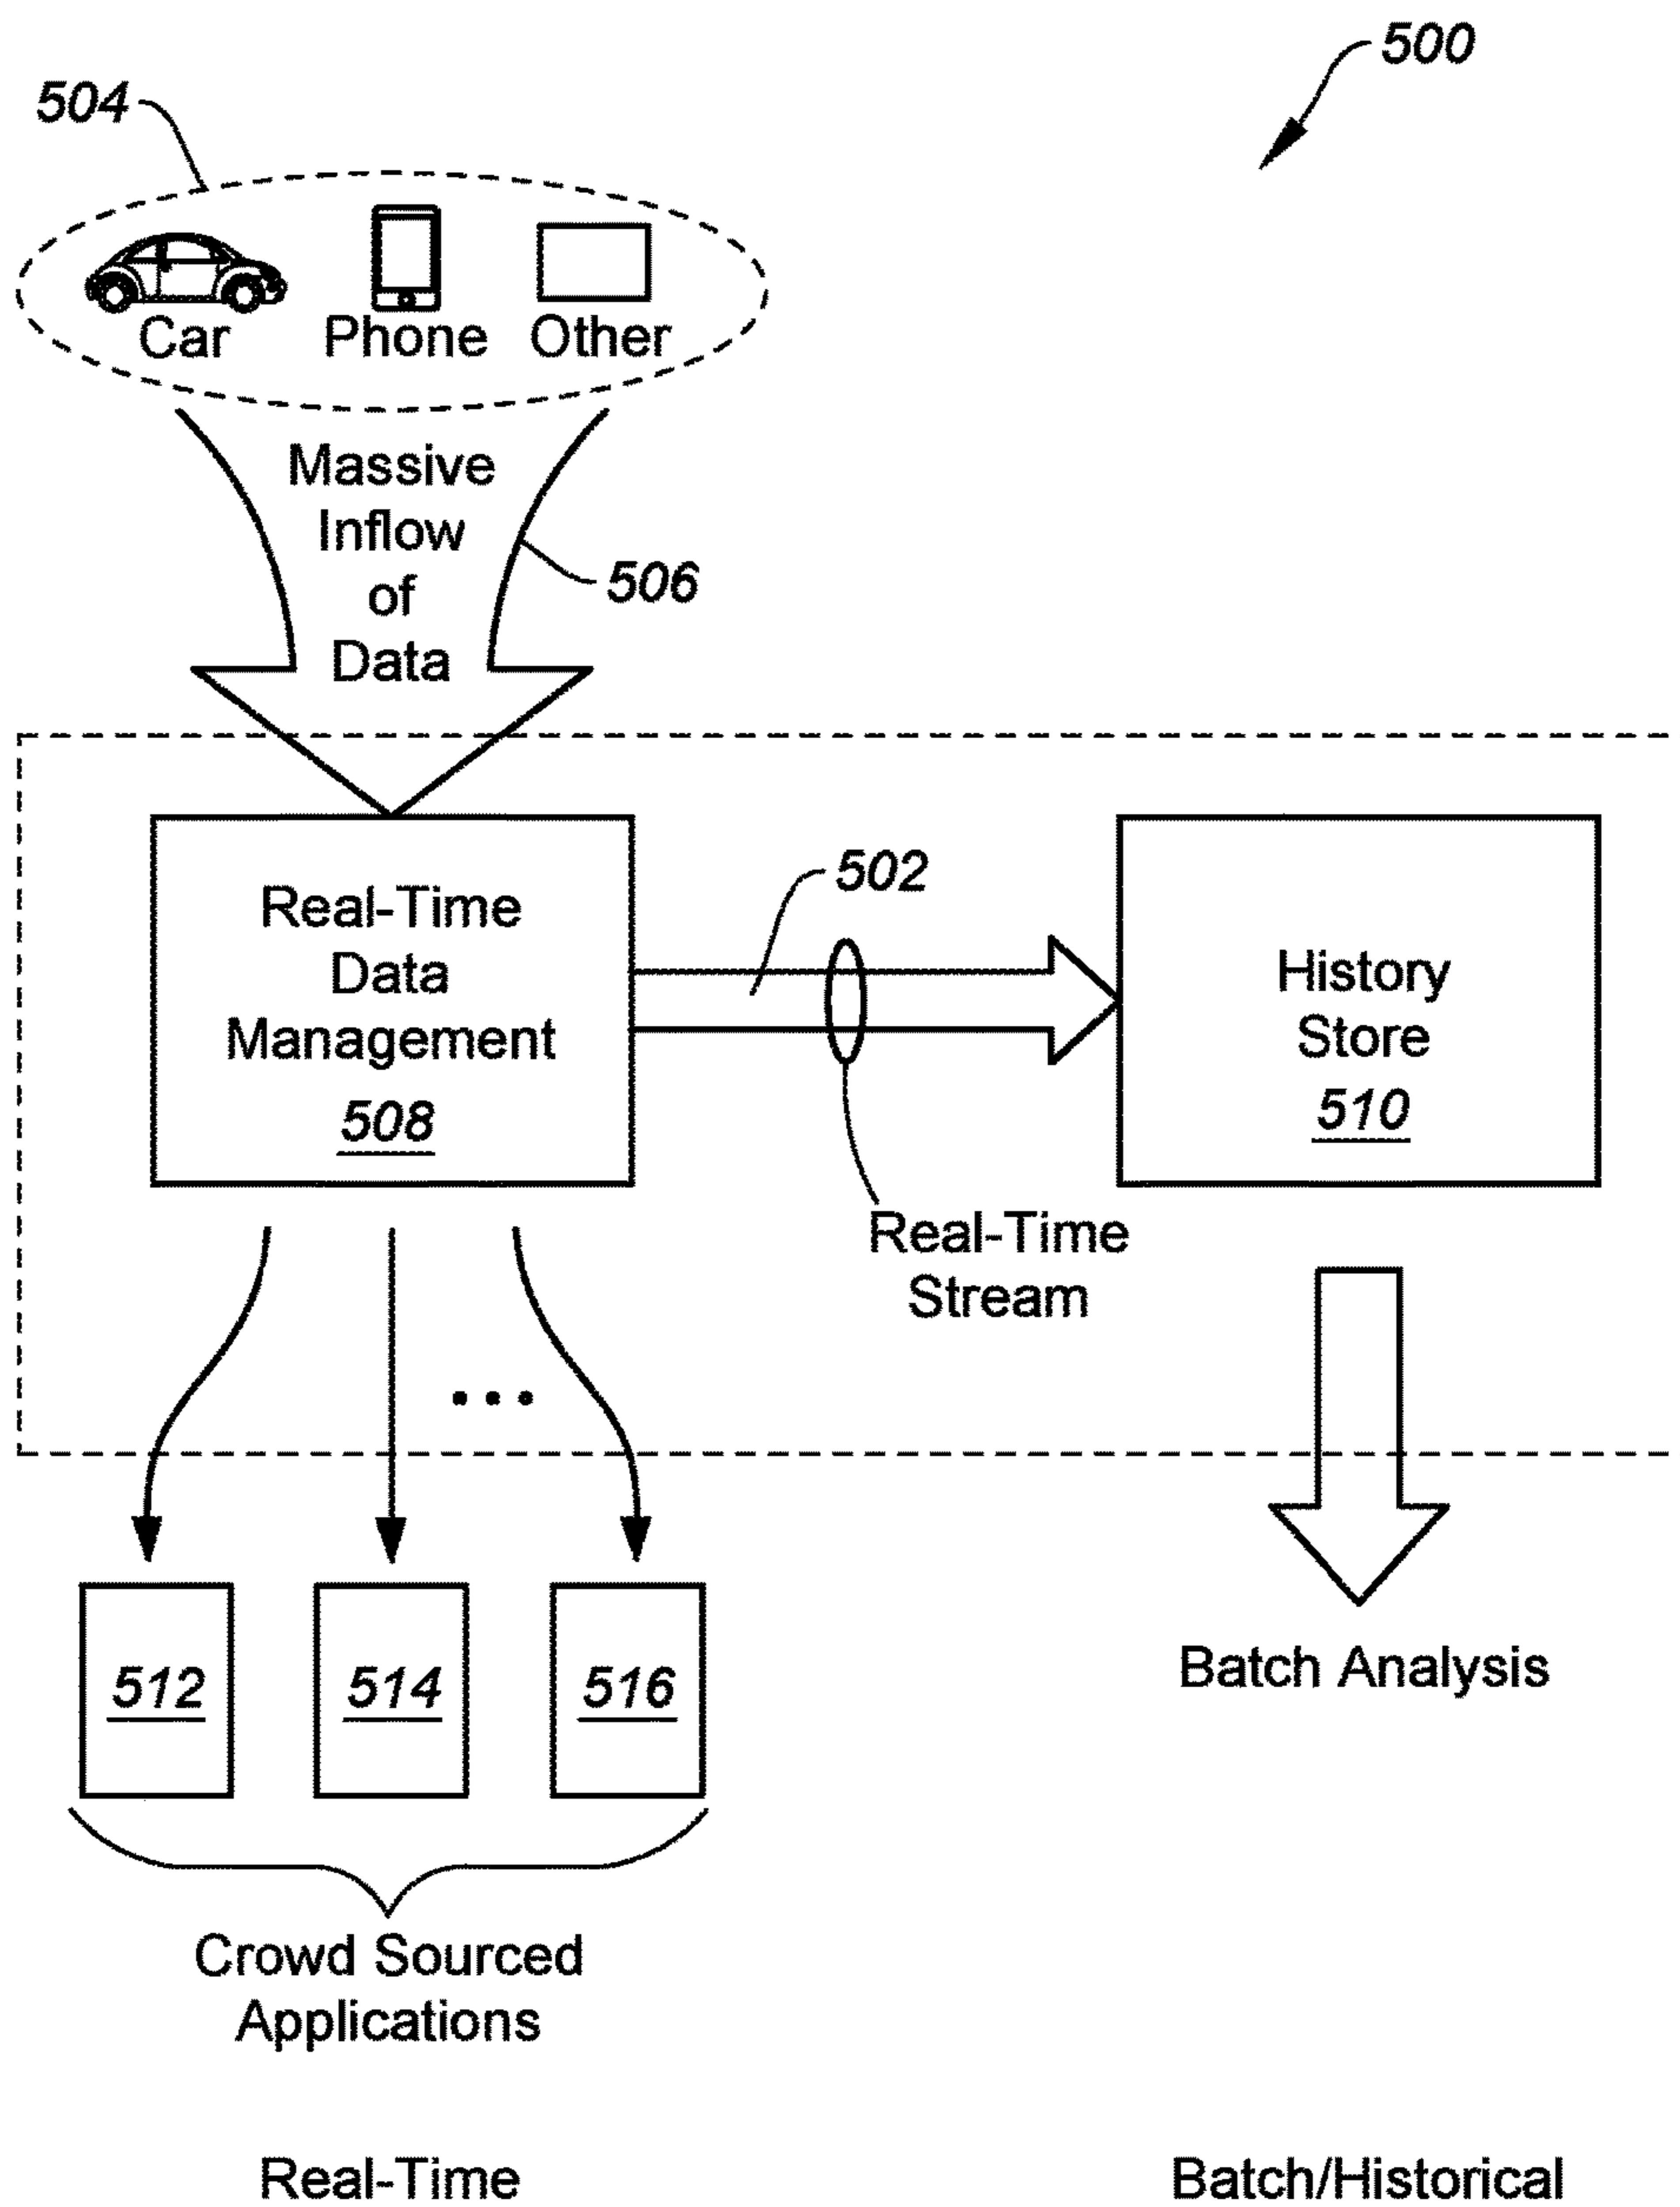 500
504
Car Phone Other
Massive
Inflow
of
Data
506
Real-Time
Data
Management
508
502
Real-Time
Stream
History
Store
510
512 514 516
Batch Analysis
Crowd Sourced
Applications
Real-Time
Batch/Historical